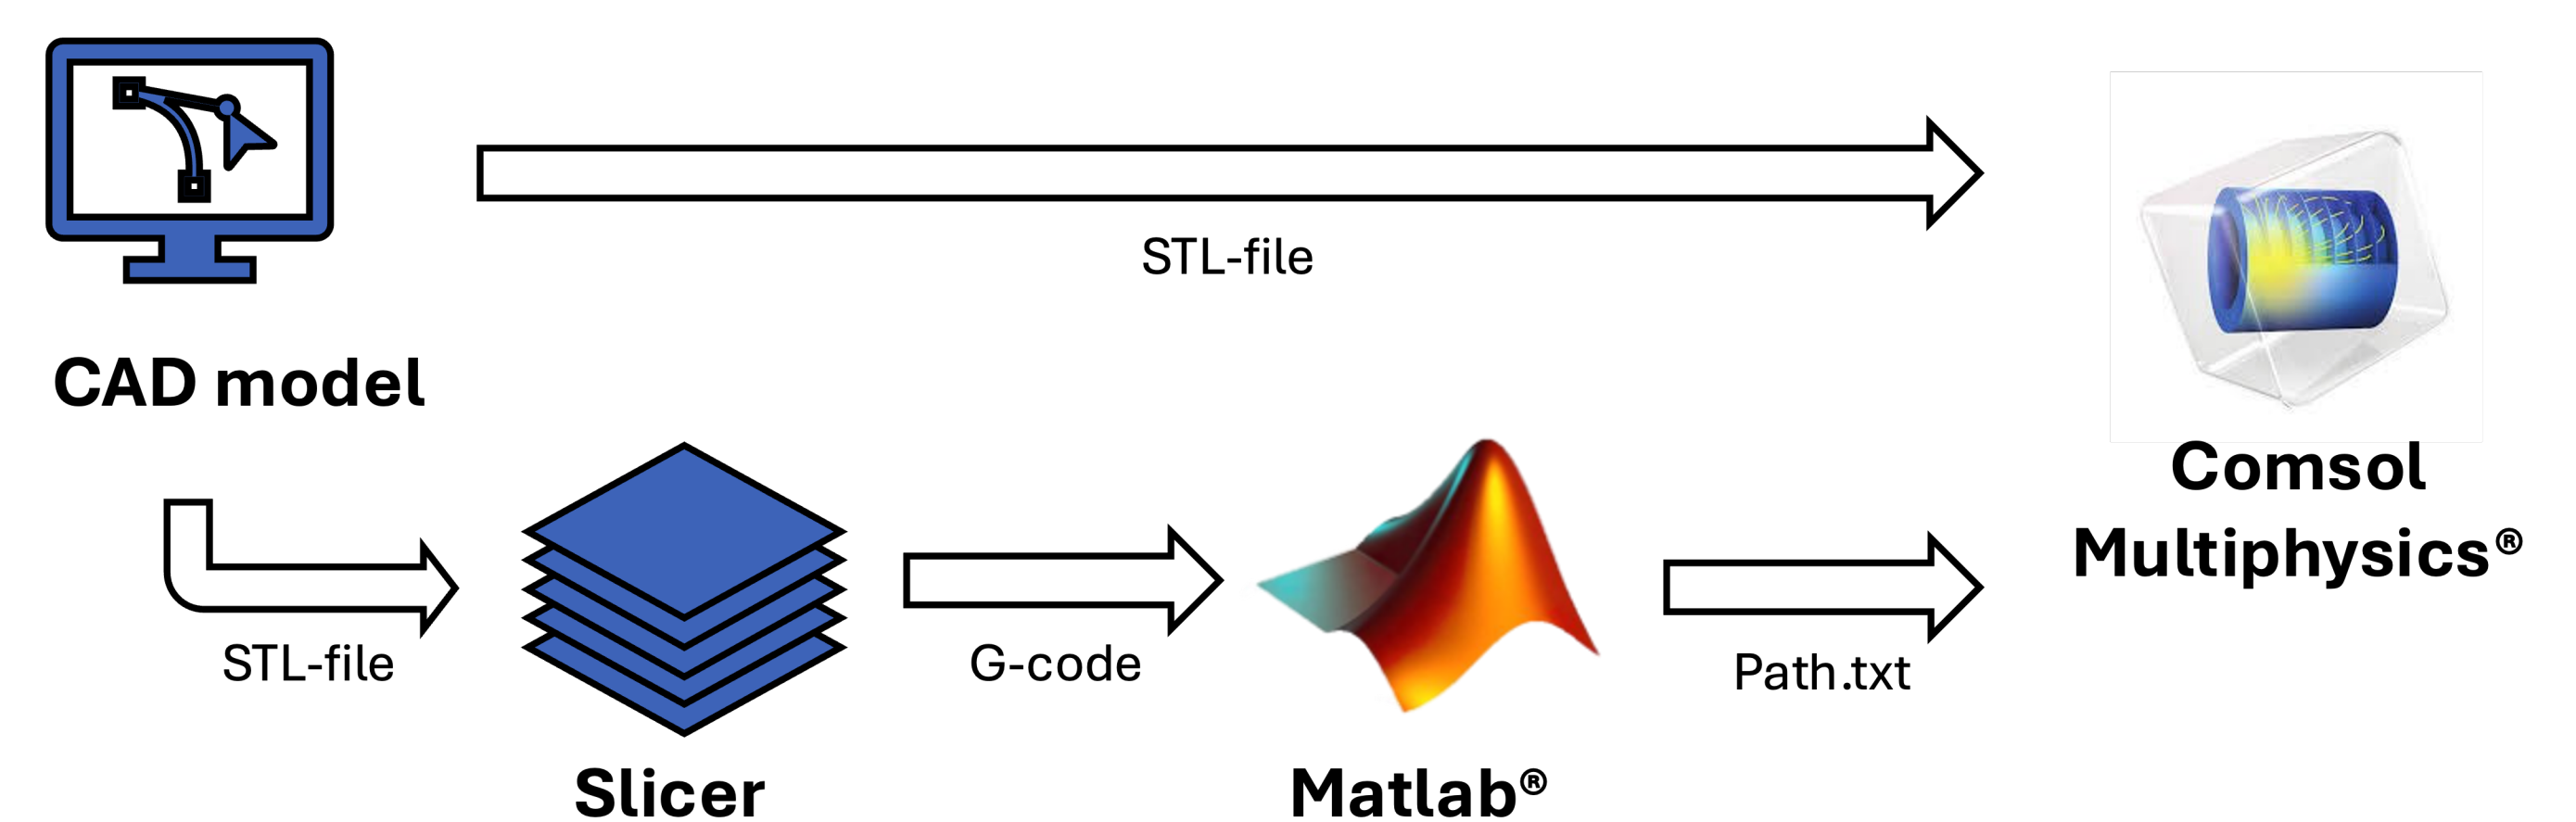 STL-file
CAD model
Comsol
Multiphysics®
STL-file
G-code
Path.txt
Slicer
Matlab®